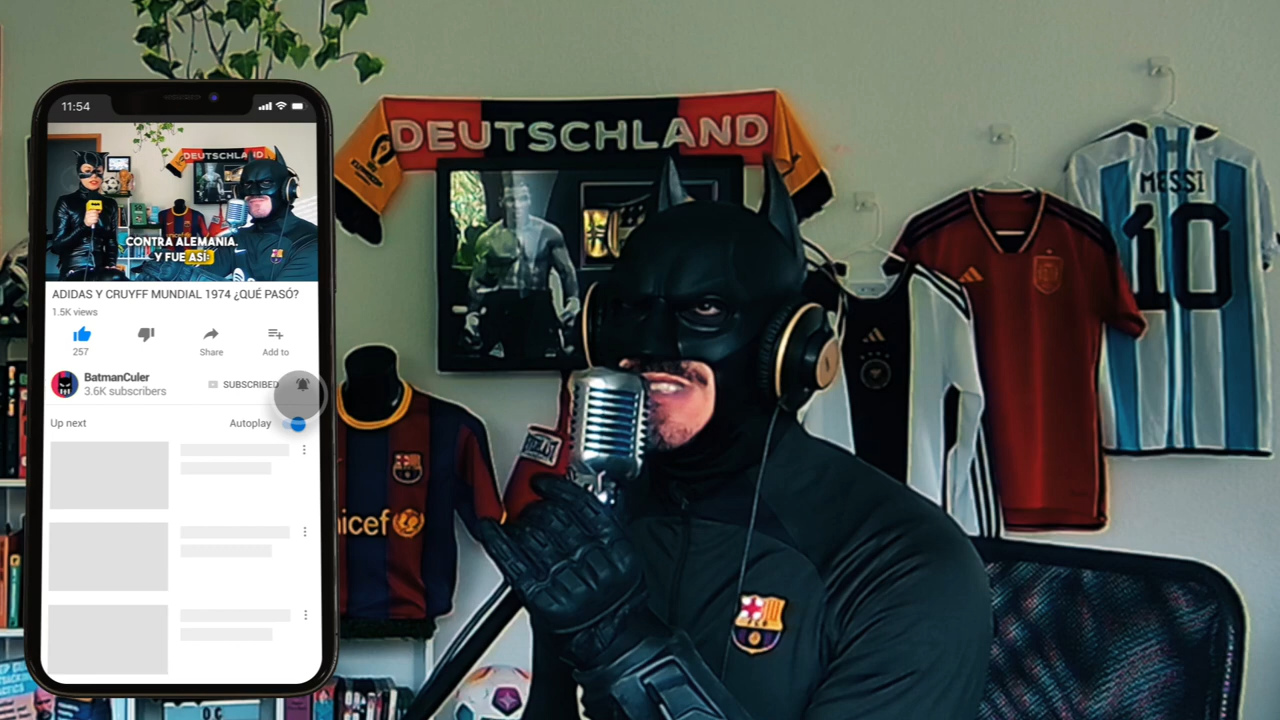 11:54
DEUTSCHLAND
CONTRA ALEMANIA.
Y FUE ASÍ:
ADIDAS Y CRUYFF MUNDIAL 1974 ¿QUÉ PASÓ?
1.5K views
257
Share
Add to
BatmanCuler
3.6K subscribers
SUBSCRIBED
Up next
Autoplay
DEUTSCHLAND
MESSI
10
nicef